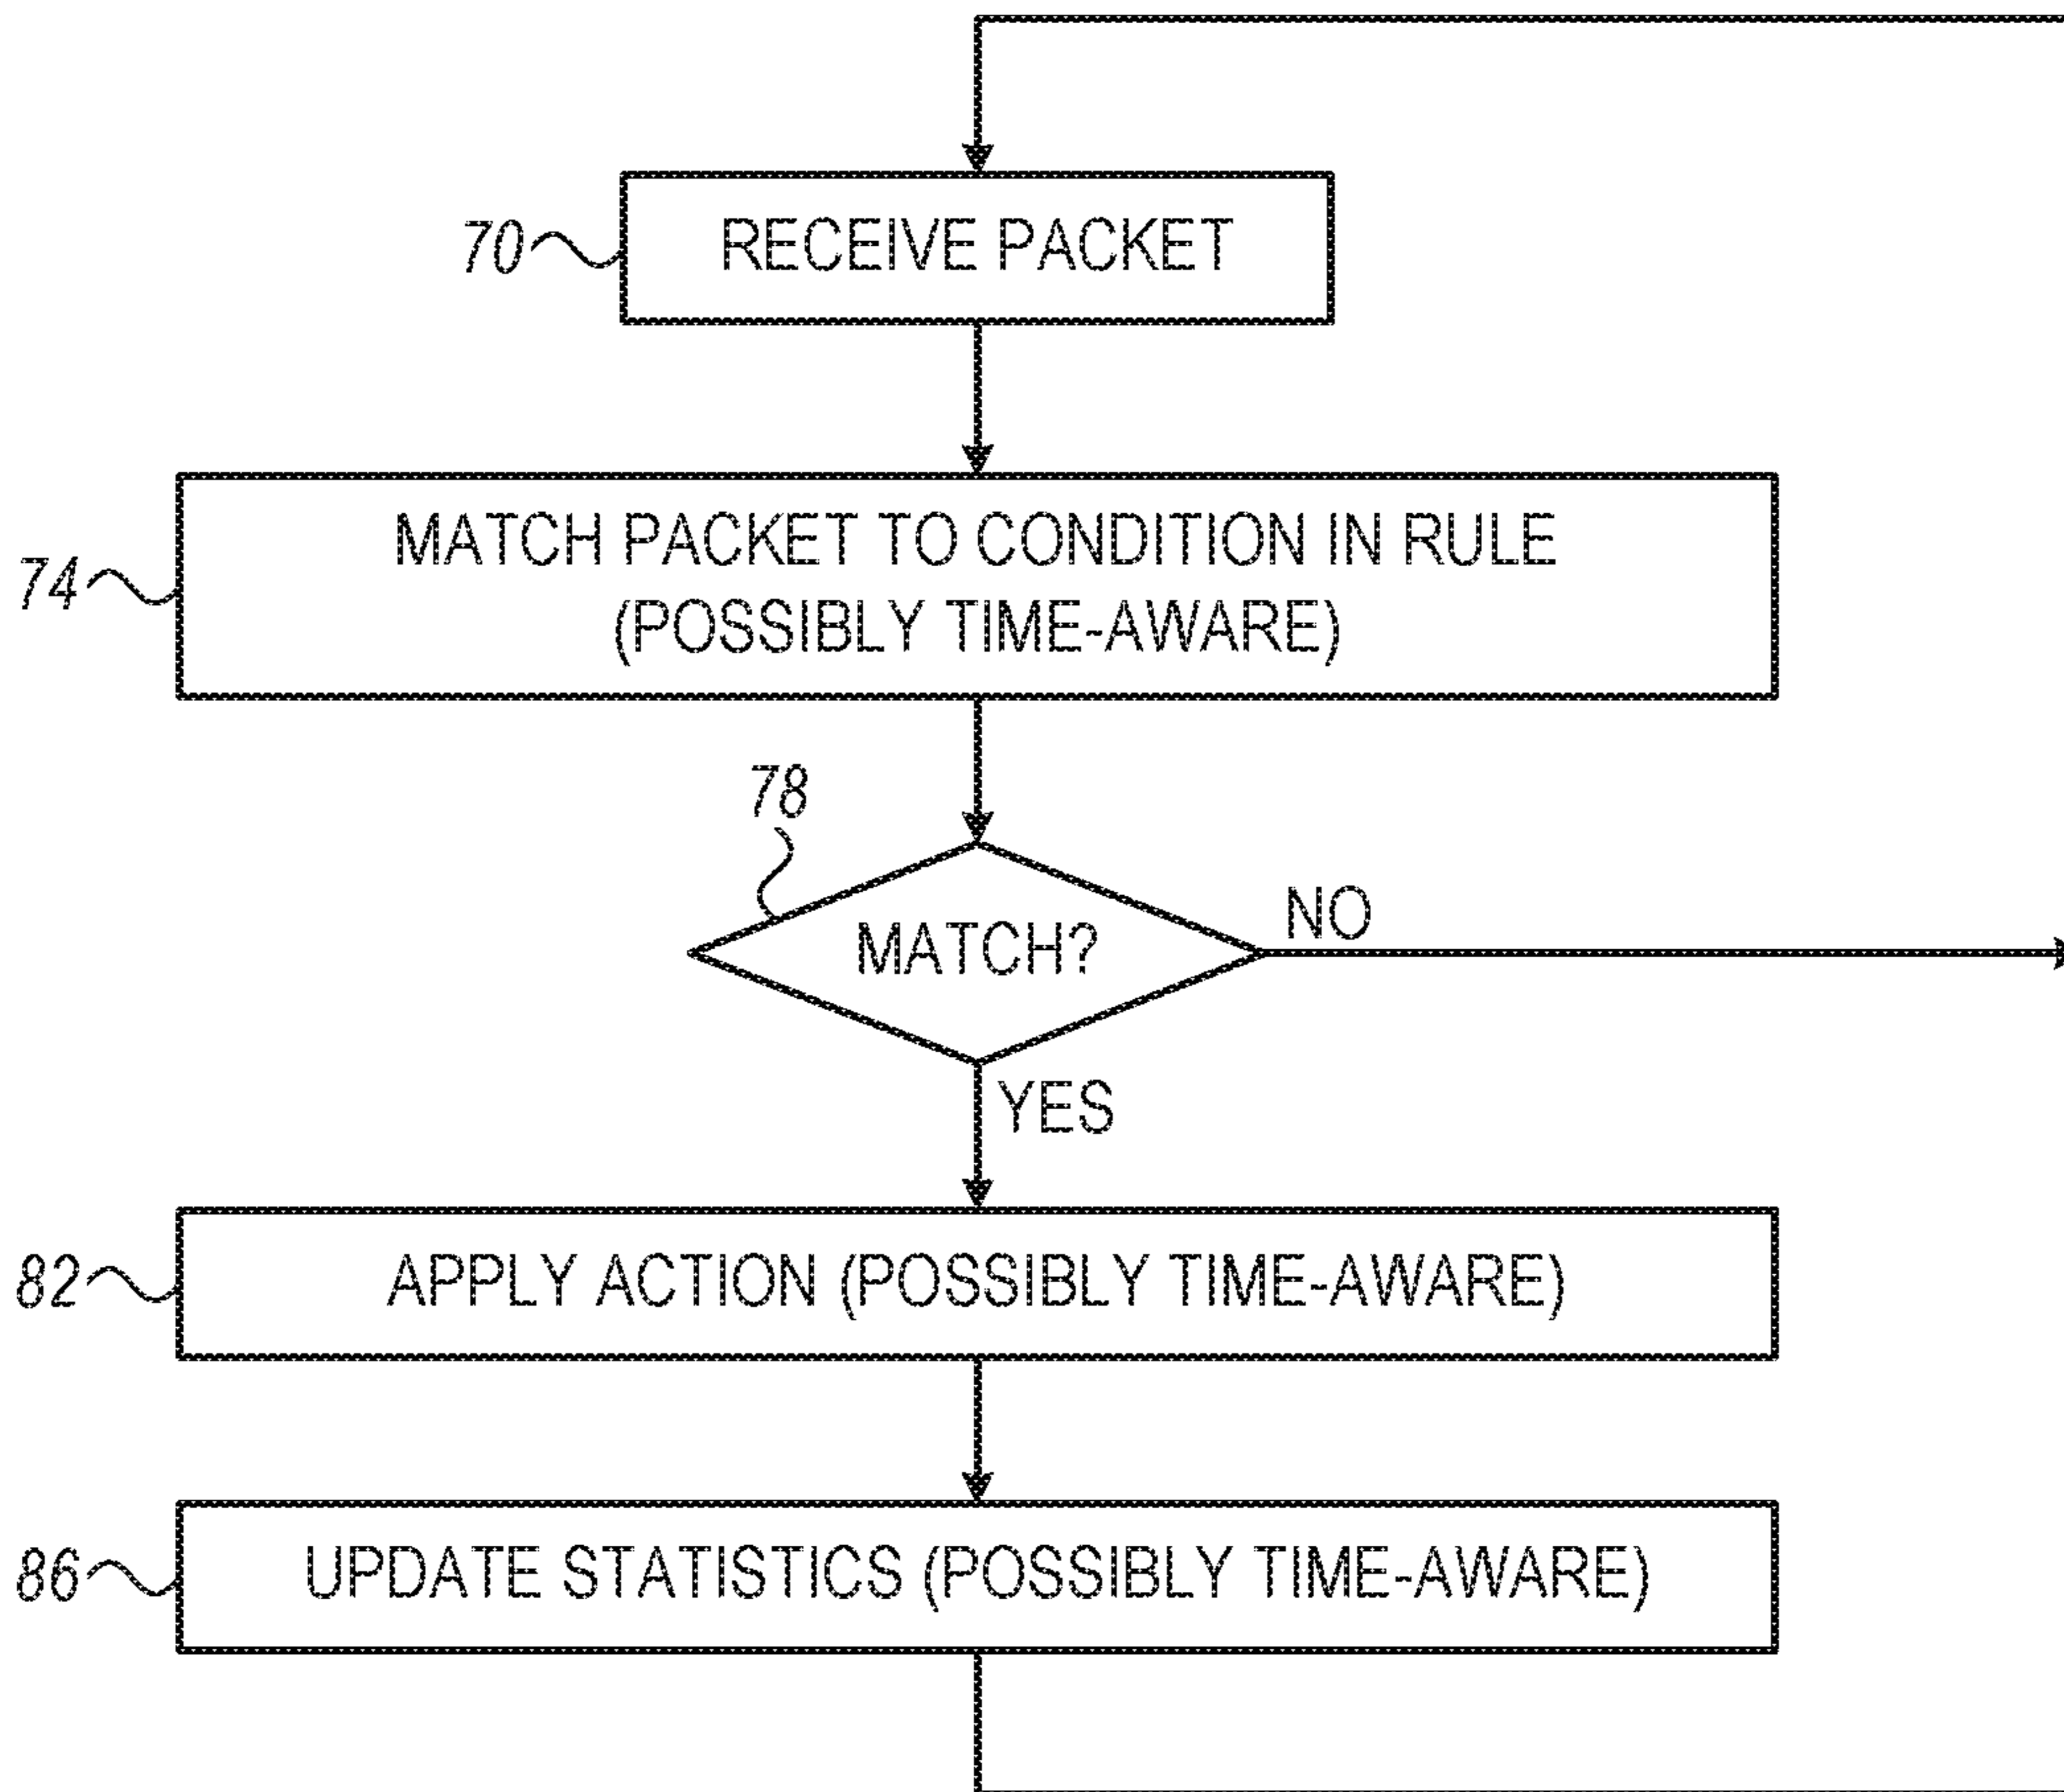 70 RECEIVE PACKET
MATCH PACKET TO CONDITION IN RULE
74 (POSSIBLY TIME-AWARE)
78
MATCH? NO
YES
82 APPLY ACTION (POSSIBLY TIME-AWARE)
86 UPDATE STATISTICS (POSSIBLY TIME-AWARE)